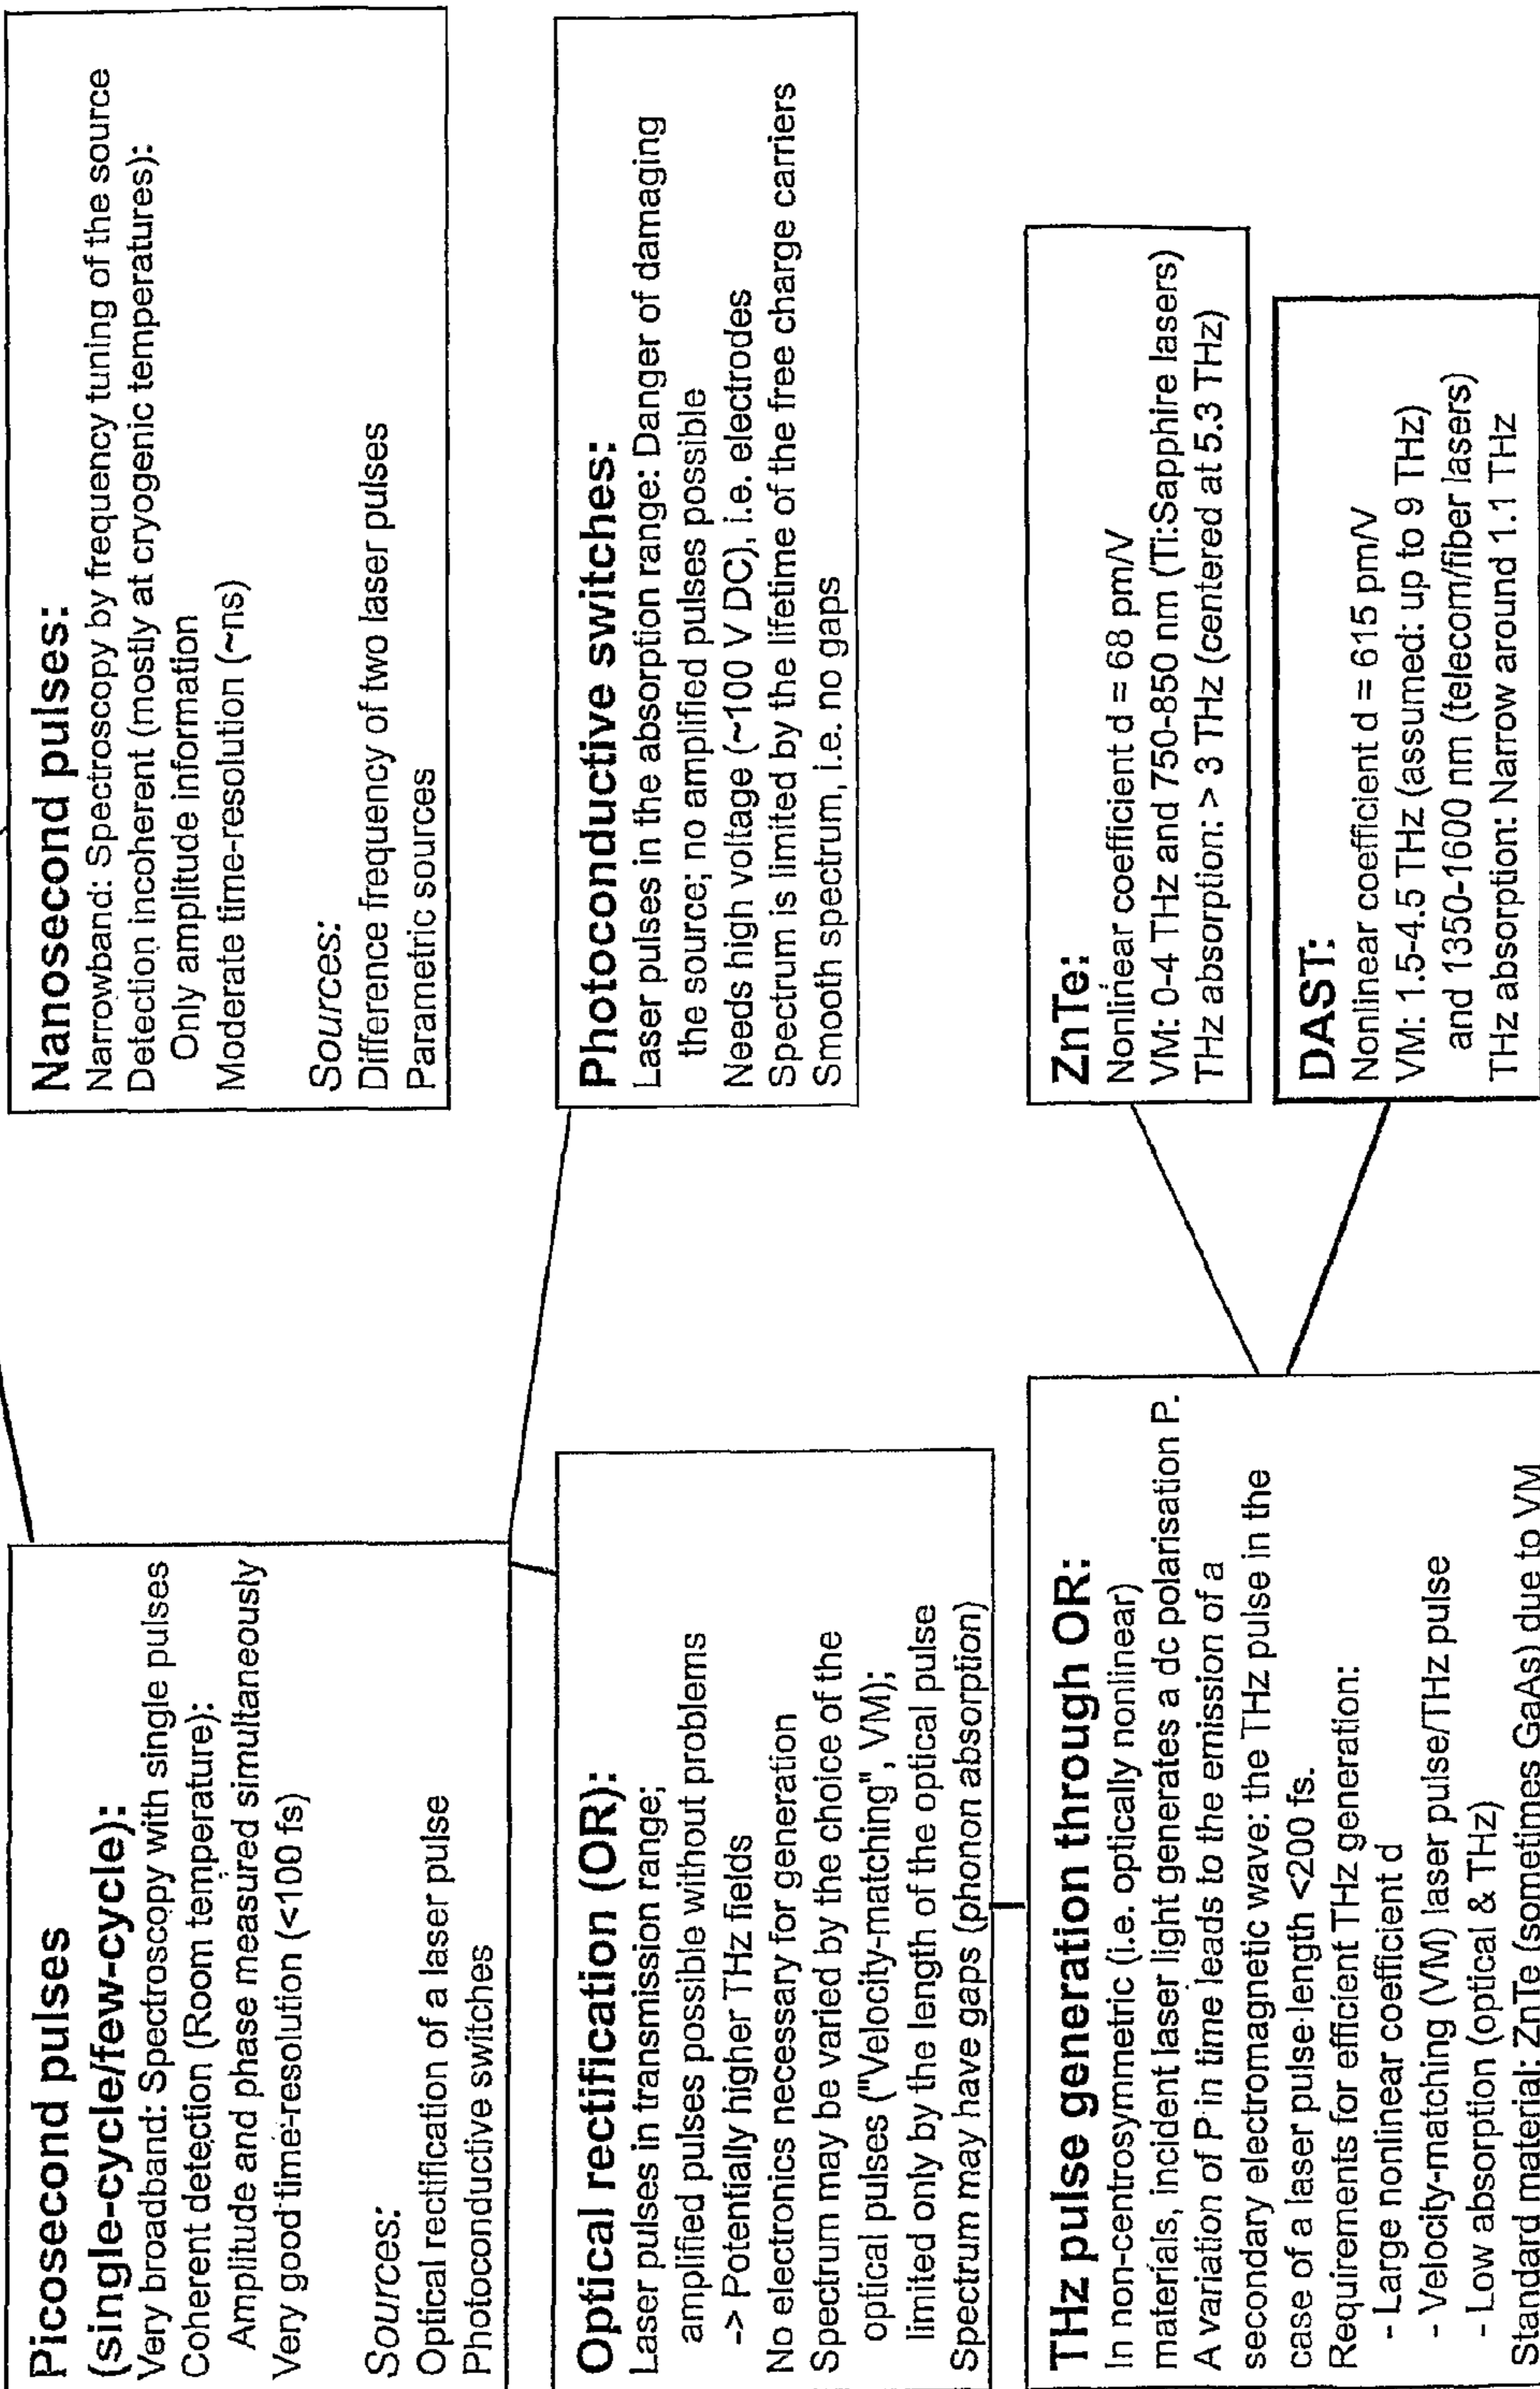 Picosecond pulses
(single-cycle/few-cycle):
Very broadband: Spectroscopy with single pulses
Coherent detection (Room temperature):
Amplitude and phase measured simultaneously
Very good time-resolution (<100 fs)
Sources:
Optical rectification of a laser pulse
Photoconductive switches
Nanosecond pulses:
Narrowband: Spectroscopy by frequency tuning of the source
Detection incoherent (mostly at cryogenic temperatures):
Only amplitude information
Moderate time-resolution (~ns)
Sources:
Difference frequency of two laser pulses
Parametric sources
Optical rectification (OR):
Laser pulses in transmission range;
amplified pulses possible without problems
-> Potentially higher THz fields
No electronics necessary for generation
Spectrum may be varied by the choice of the
optical pulses ("Velocity-matching", VM);
limited only by the length of the optical pulse
Spectrum may have gaps (phonon absorption)
Photoconductive switches:
Laser pulses in the absorption range: Danger of damaging
the source; no amplified pulses possible
Needs high voltage (~100 V DC), i.e. electrodes
Spectrum is limited by the lifetime of the free charge carriers
Smooth spectrum, i.e. no gaps
THz pulse generation through OR:
In non-centrosymmetric (i.e. optically nonlinear)
materials, incident laser light generates a dc polarisation P.
A variation of P in time leads to the emission of a
secondary electromagnetic wave: the THz pulse in the
case of a laser pulse length <200 fs.
Requirements for efficient THz generation:
- Large nonlinear coefficient d
- Velocity-matching (VM) laser pulse/THz pulse
- Low absorption (optical & THz)
Standard material: ZnTe (sometimes GaAs) due to VM
ZnTe:
Nonlinear coefficient d = 68 pm/V
VM: 0-4 THz and 750-850 nm (Ti:Sapphire lasers)
THz absorption: > 3 THz (centered at 5.3 THz)
DAST:
Nonlinear coefficient d = 615 pm/V
VM: 1.5-4.5 THz (assumed: up to 9 THz)
and 1350-1600 nm (telecom/fiber lasers)
THz absorption: Narrow around 1.1 THz